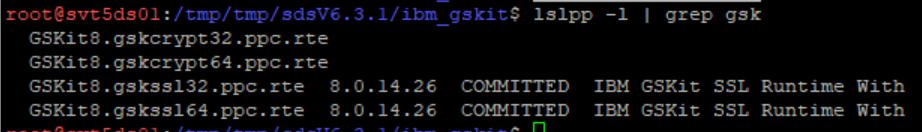 root@svt5ds01:/tmp/tmp/sdsV6.3.1/ibm_gskit$ lslpp -l | grep gsk
GSKit8.gskcrypt32.ppc.rte
GSKit8.gskcrypt64.ppc.rte
GSKit8.gskssl32.ppc.rte 8.0.14.26 COMMITTED IBM GSKit SSL Runtime With
GSKit8.gskssl64.ppc.rte 8.0.14.26 COMMITTED IBM GSKit SSL Runtime With
root@svt5ds01:/tmp/tmp/sdsV6.3.1/ibm_gskit$